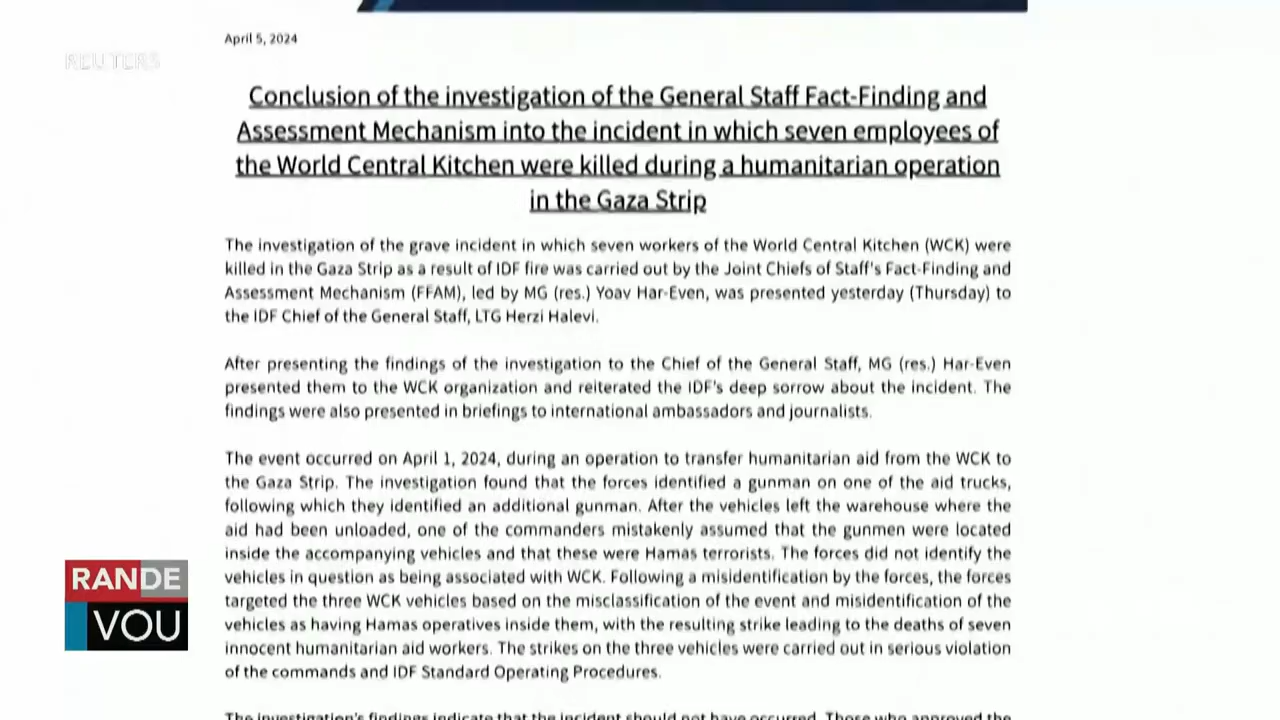 April 5, 2024
REUTERS
Conclusion of the investigation of the General Staff Fact-Finding and
Assessment Mechanism into the incident in which seven employees of
the World Central Kitchen were killed during a humanitarian operation
in the Gaza Strip
The investigation of the grave incident in which seven workers of the World Central Kitchen (WCK) were
killed in the Gaza Strip as a result of IDF fire was carried out by the Joint Chiefs of Staff's Fact-Finding and
Assessment Mechanism (FFAM), led by MG (res.) Yoav Har-Even, was presented yesterday (Thursday) to
the IDF Chief of the General Staff, LTG Herzi Halevi.
After presenting the findings of the investigation to the Chief of the General Staff, MG (res.) Har-Even
presented them to the WCK organization and reiterated the IDF's deep sorrow about the incident. The
findings were also presented in briefings to international ambassadors and journalists.
The event occurred on April 1, 2024, during an operation to transfer humanitarian aid from the WCK to
the Gaza Strip. The investigation found that the forces identified a gunman on one of the aid trucks,
following which they identified an additional gunman. After the vehicles left the warehouse where the
aid had been unloaded, one of the commanders mistakenly assumed that the gunmen were located
inside the accompanying vehicles and that these were Hamas terrorists. The forces did not identify the
vehicles in question as being associated with WCK. Following a misidentification by the forces, the forces
targeted the three WCK vehicles based on the misclassification of the event and misidentification of the
vehicles as having Hamas operatives inside them, with the resulting strike leading to the deaths of seven
innocent humanitarian aid workers. The strikes on the three vehicles were carried out in serious violation
of the commands and IDF Standard Operating Procedures.
The investigation's findings indicate that the incident should not have occurred. Those who approved the
RANDE
VOU